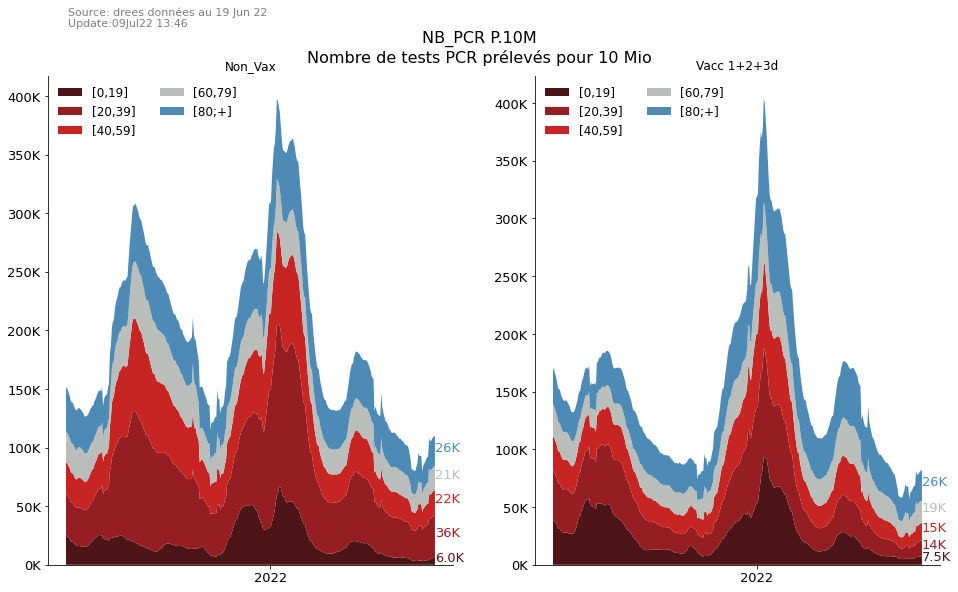 Source: drees données au 19 Jun 22
Update:09Jul22 13:46
NB_PCR P.10M
Nombre de tests PCR prélevés pour 10 Mio
Non_Vax
[0,19] [60,79]
[20,39] [80;+]
[40,59]
400K
350K
300K
250K
200K
150K
100K
50K
0K
26K
21K
22K
36K
6.0K
2022
Vacc 1+2+3d
[0,19] [60,79]
[20,39] [80;+]
[40,59]
400K
350K
300K
250K
200K
150K
100K
50K
0K
26K
19K
15K
14K
7.5K
2022